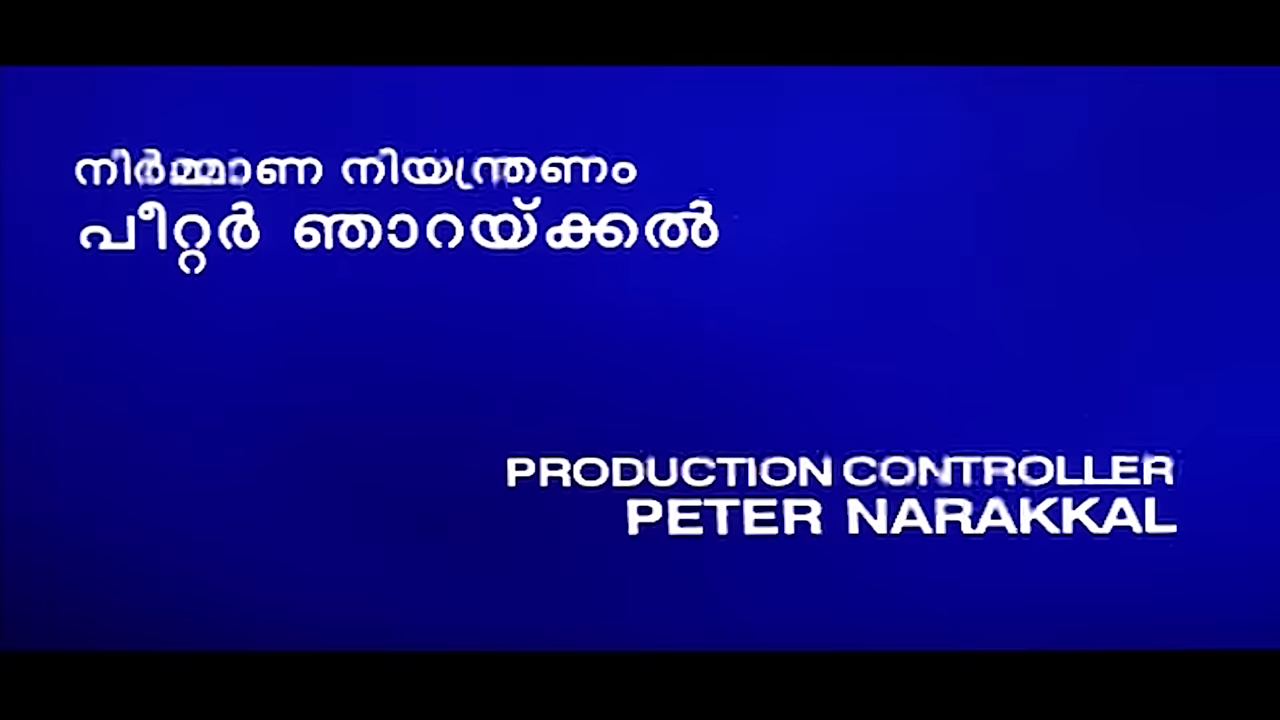 നിർമ്മാണ നിയന്ത്രണം
പീറ്റർ ഞാറയ്ക്കൽ
PRODUCTION CONTROLLER
PETER NARAKKAL